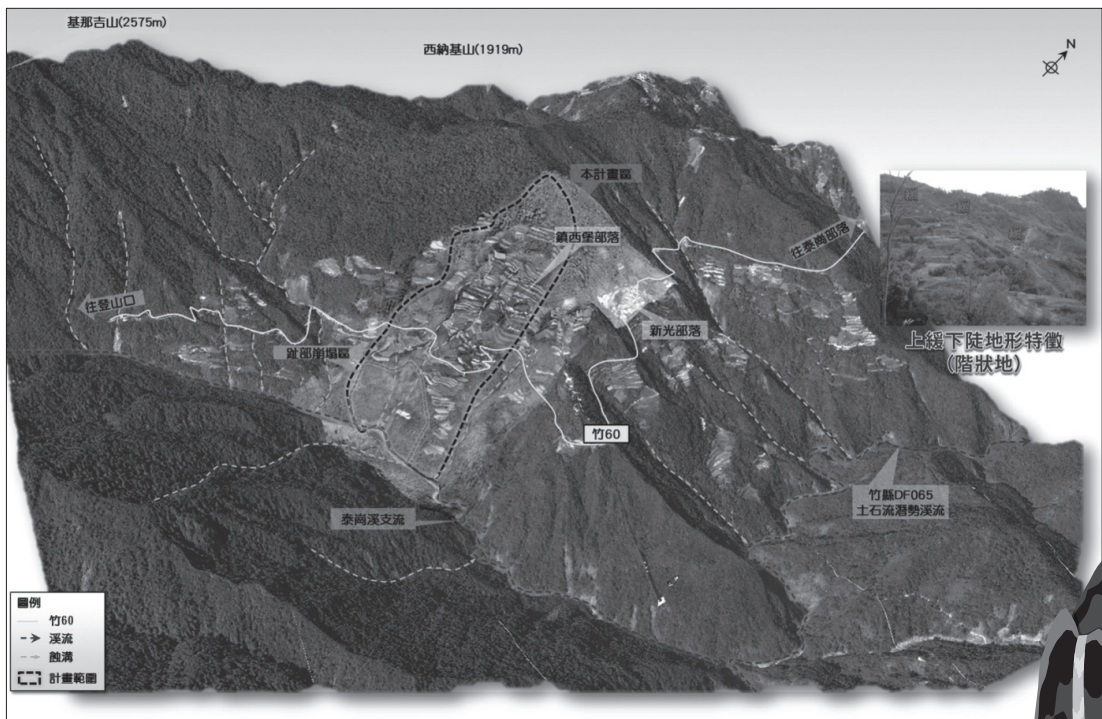 基那吉山(2575m)
西納基山(1919m)
N
本計畫區
鎮西堡部落
往泰崗部落
往登山口
新光部落
上緩下陡地形特徵
(階狀地)
趾部崩塌區
竹60
竹縣DF065
土石流潛勢溪流
泰崗溪支流
圖例
竹60
溪流
蝕溝
計畫範圍